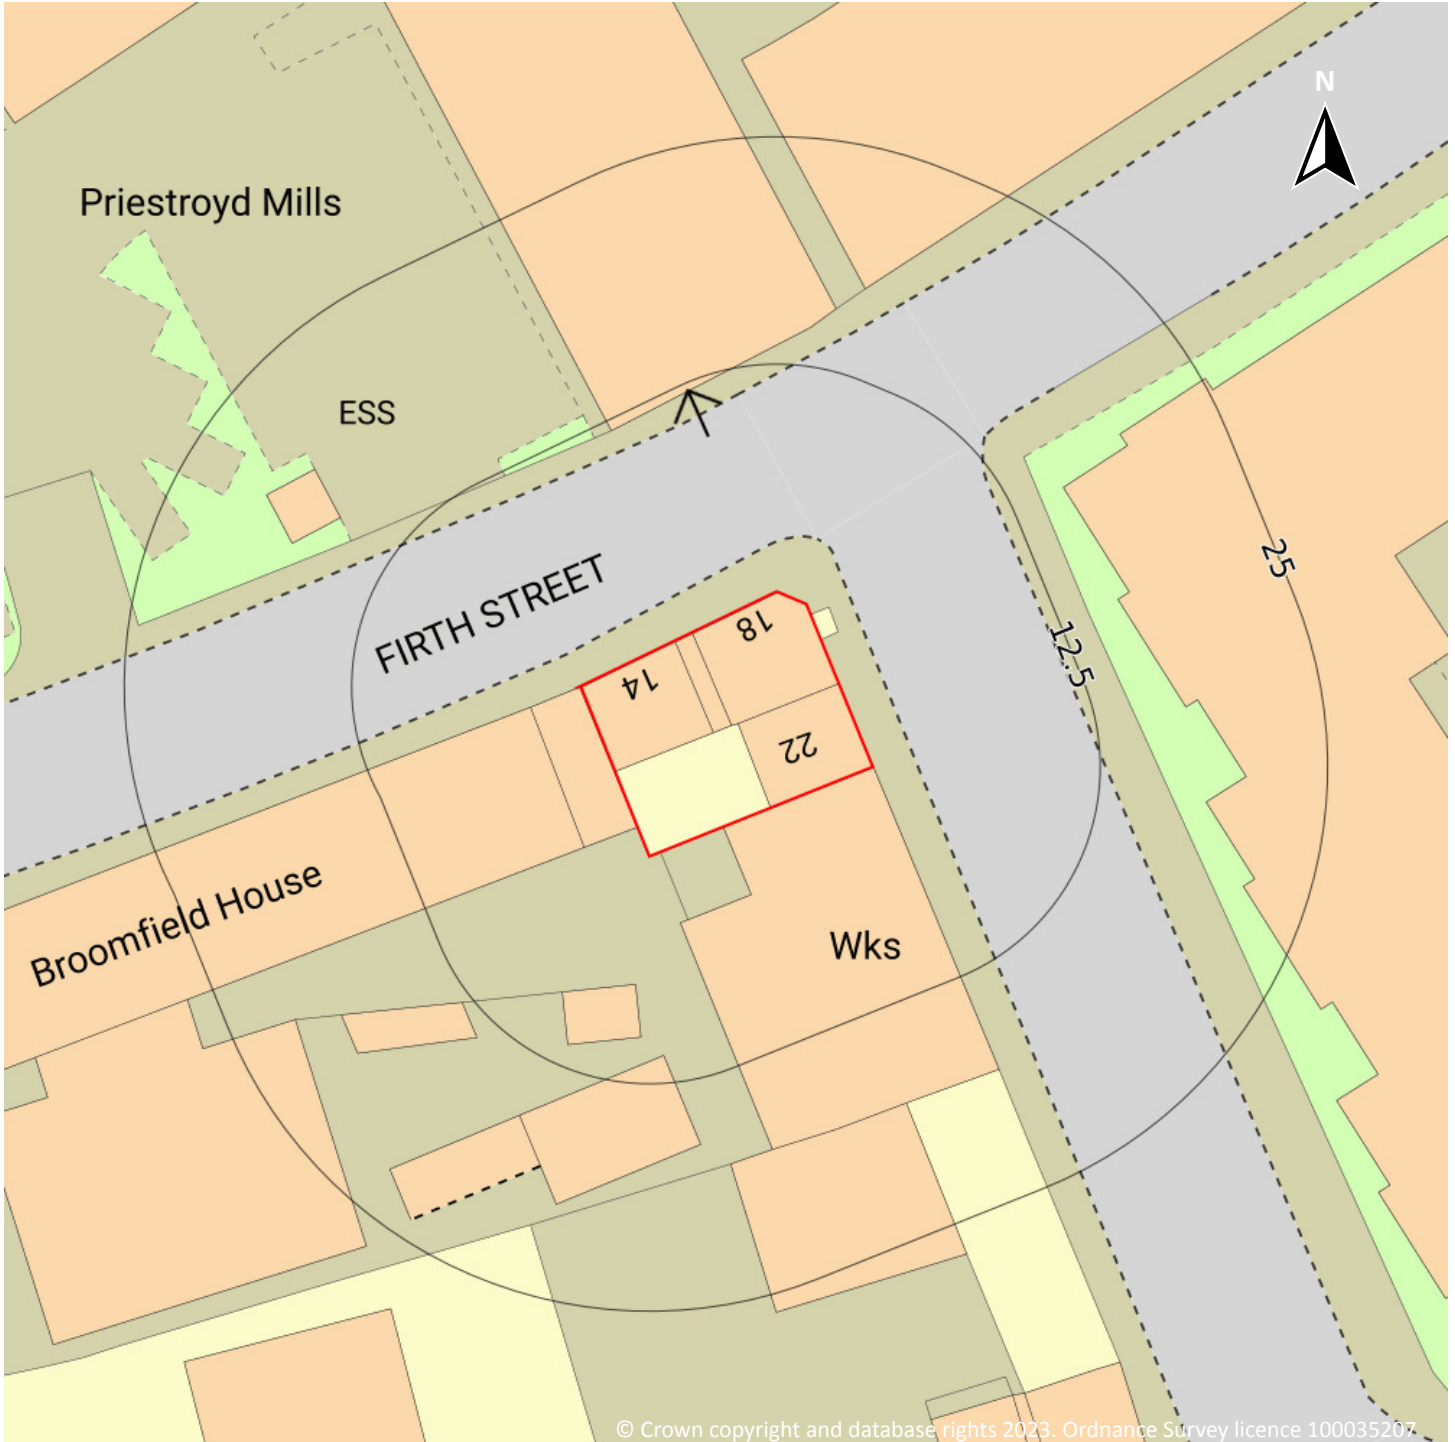 N
Priestroyd Mills
ESS
FIRTH STREET
25
18
12.5
14
22
Broomfield House
Wks
© Crown copyright and database rights 2023. Ordnance Survey licence 100035207